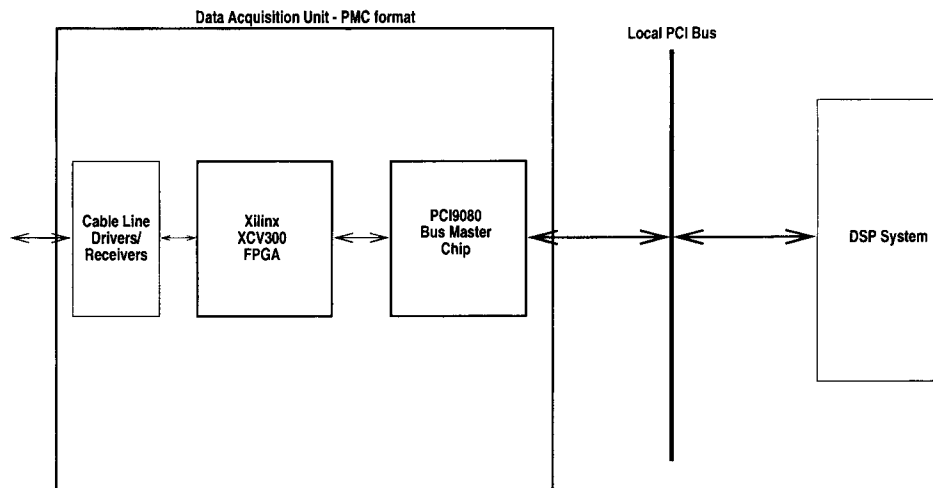 Data Acquisition Unit - PMC format
Local PCI Bus
Cable Line
Drivers/
Receivers
Xilinx
XCV300
FPGA
PCI9080
Bus Master
Chip
DSP System